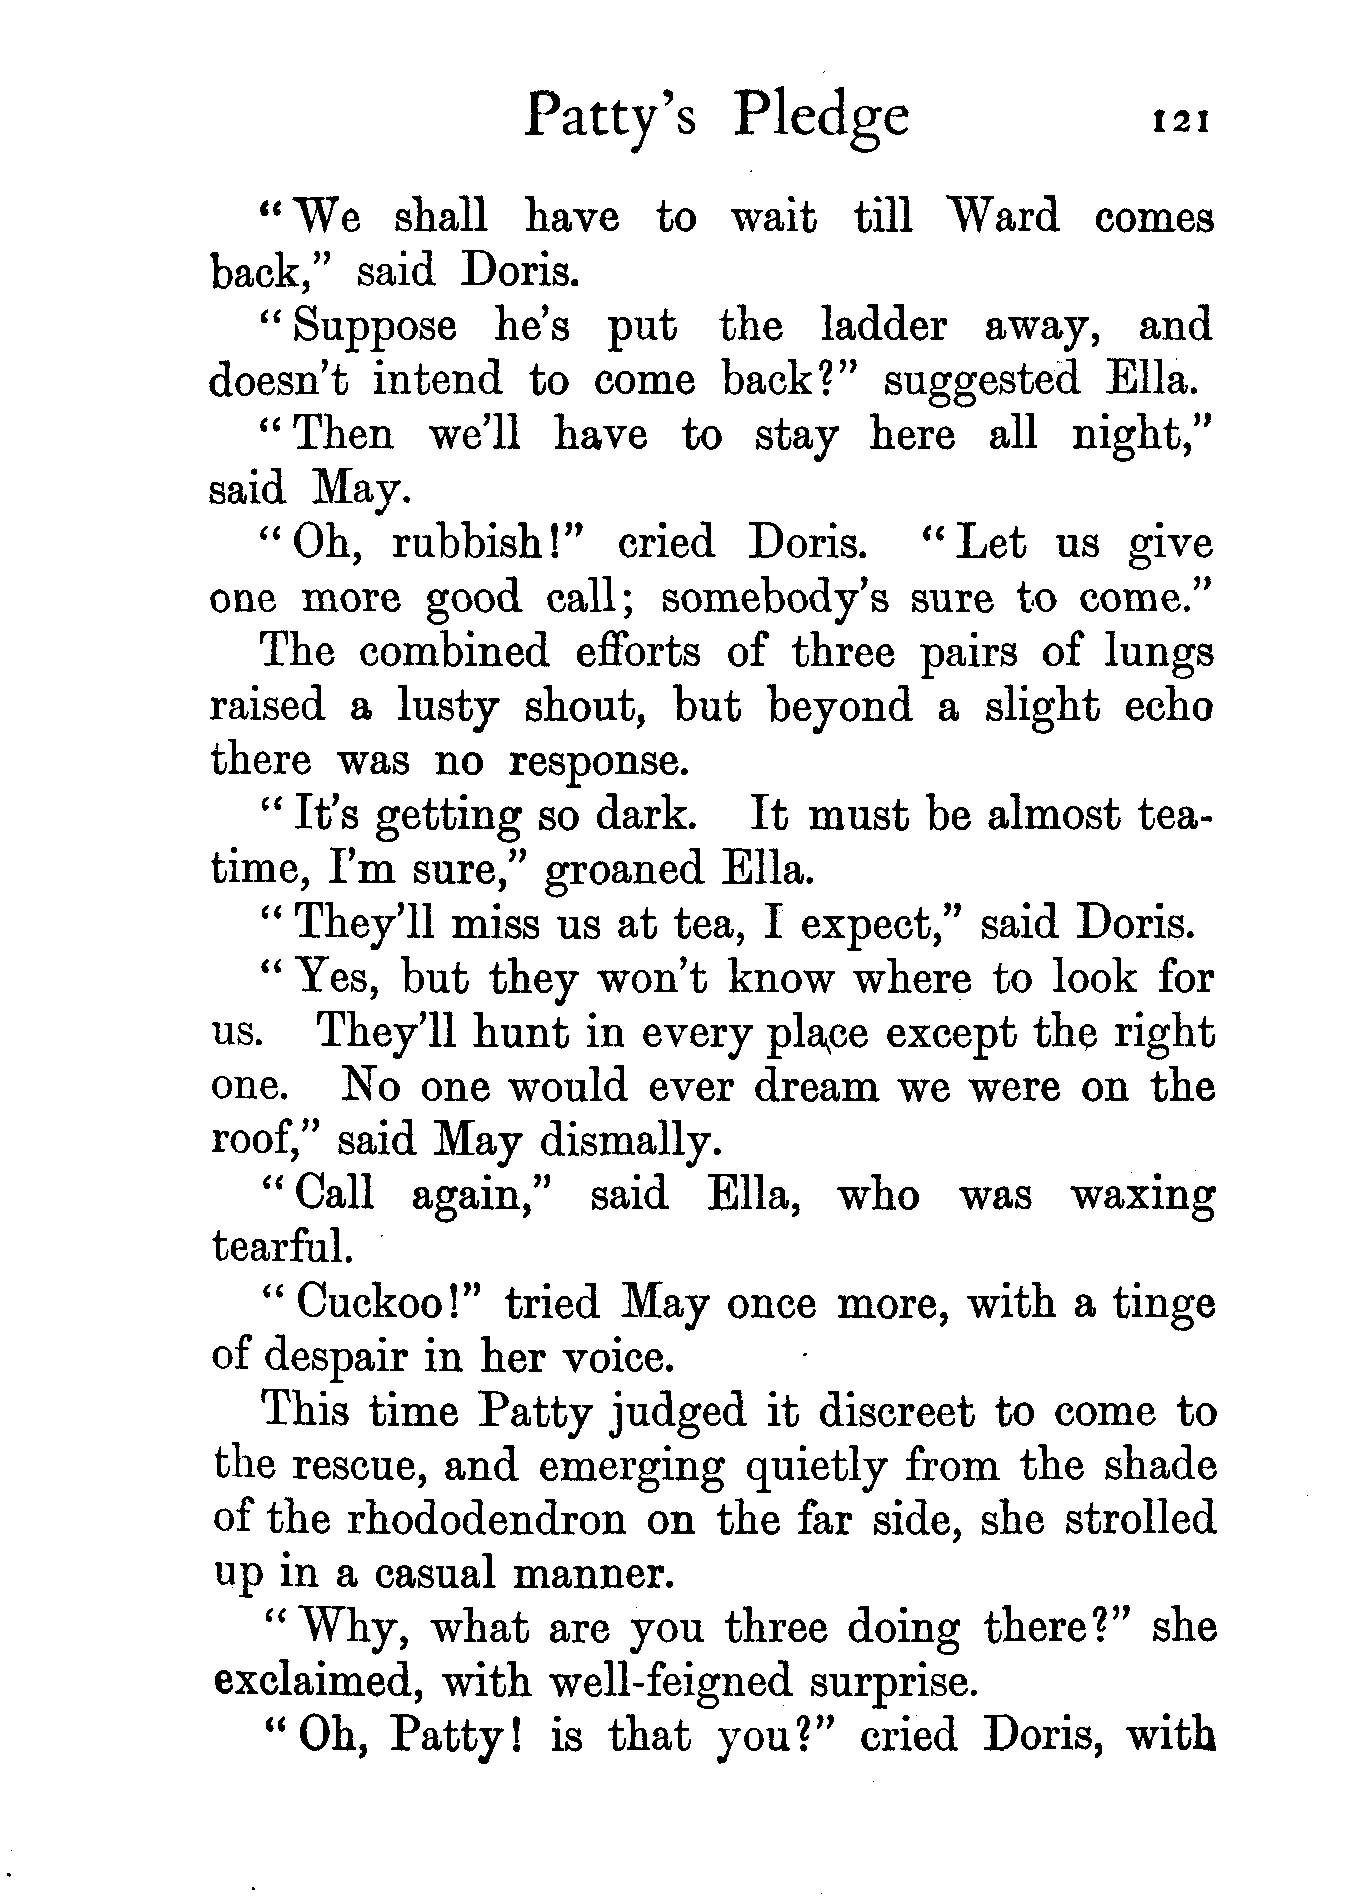 Patty's Pledge 121
"We shall have to wait till Ward comes
back," said Doris.
"Suppose he's put the ladder away, and
doesn't intend to come back?" suggested Ella.
"Then we'll have to stay here all night,"
said May.
"Oh, rubbish!" cried Doris. "Let us give
one more good call; somebody's sure to come."
The combined efforts of three pairs of lungs
raised a lusty shout, but beyond a slight echo
there was no response.
"It's getting so dark. It must be almost tea-
time, I'm sure," groaned Ella.
"They'll miss us at tea, I expect," said Doris.
"Yes, but they won't know where to look for
us. They'll hunt in every place except the right
one. No one would ever dream we were on the
roof," said May dismally.
"Call again," said Ella, who was waxing
tearful.
"Cuckoo!" tried May once more, with a tinge
of despair in her voice.
This time Patty judged it discreet to come to
the rescue, and emerging quietly from the shade
of the rhododendron on the far side, she strolled
up in a casual manner.
"Why, what are you three doing there?" she
exclaimed, with well-feigned surprise.
"Oh, Patty! is that you?" cried Doris, with